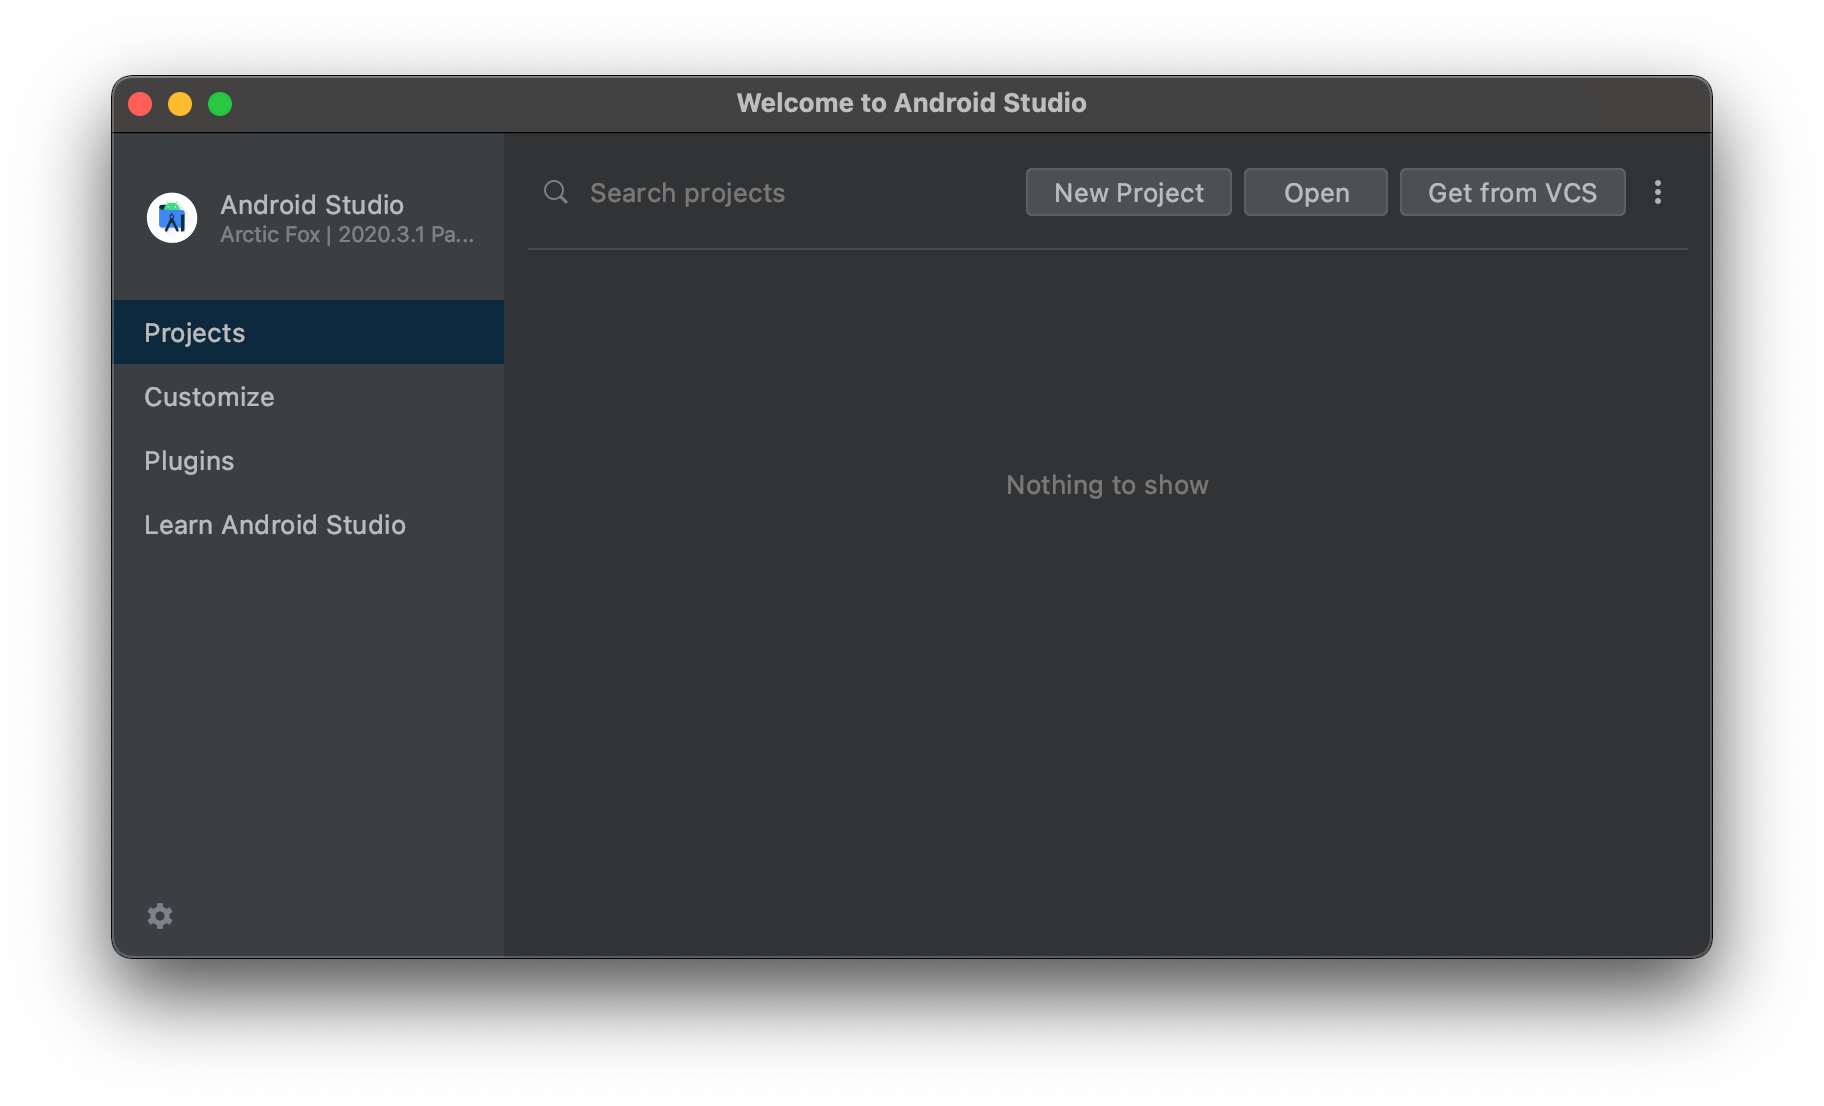 Welcome to Android Studio
Android Studio
Arctic Fox | 2020.3.1 Pa...
Search projects
New Project
Open
Get from VCS
Projects
Customize
Plugins
Learn Android Studio
Nothing to show